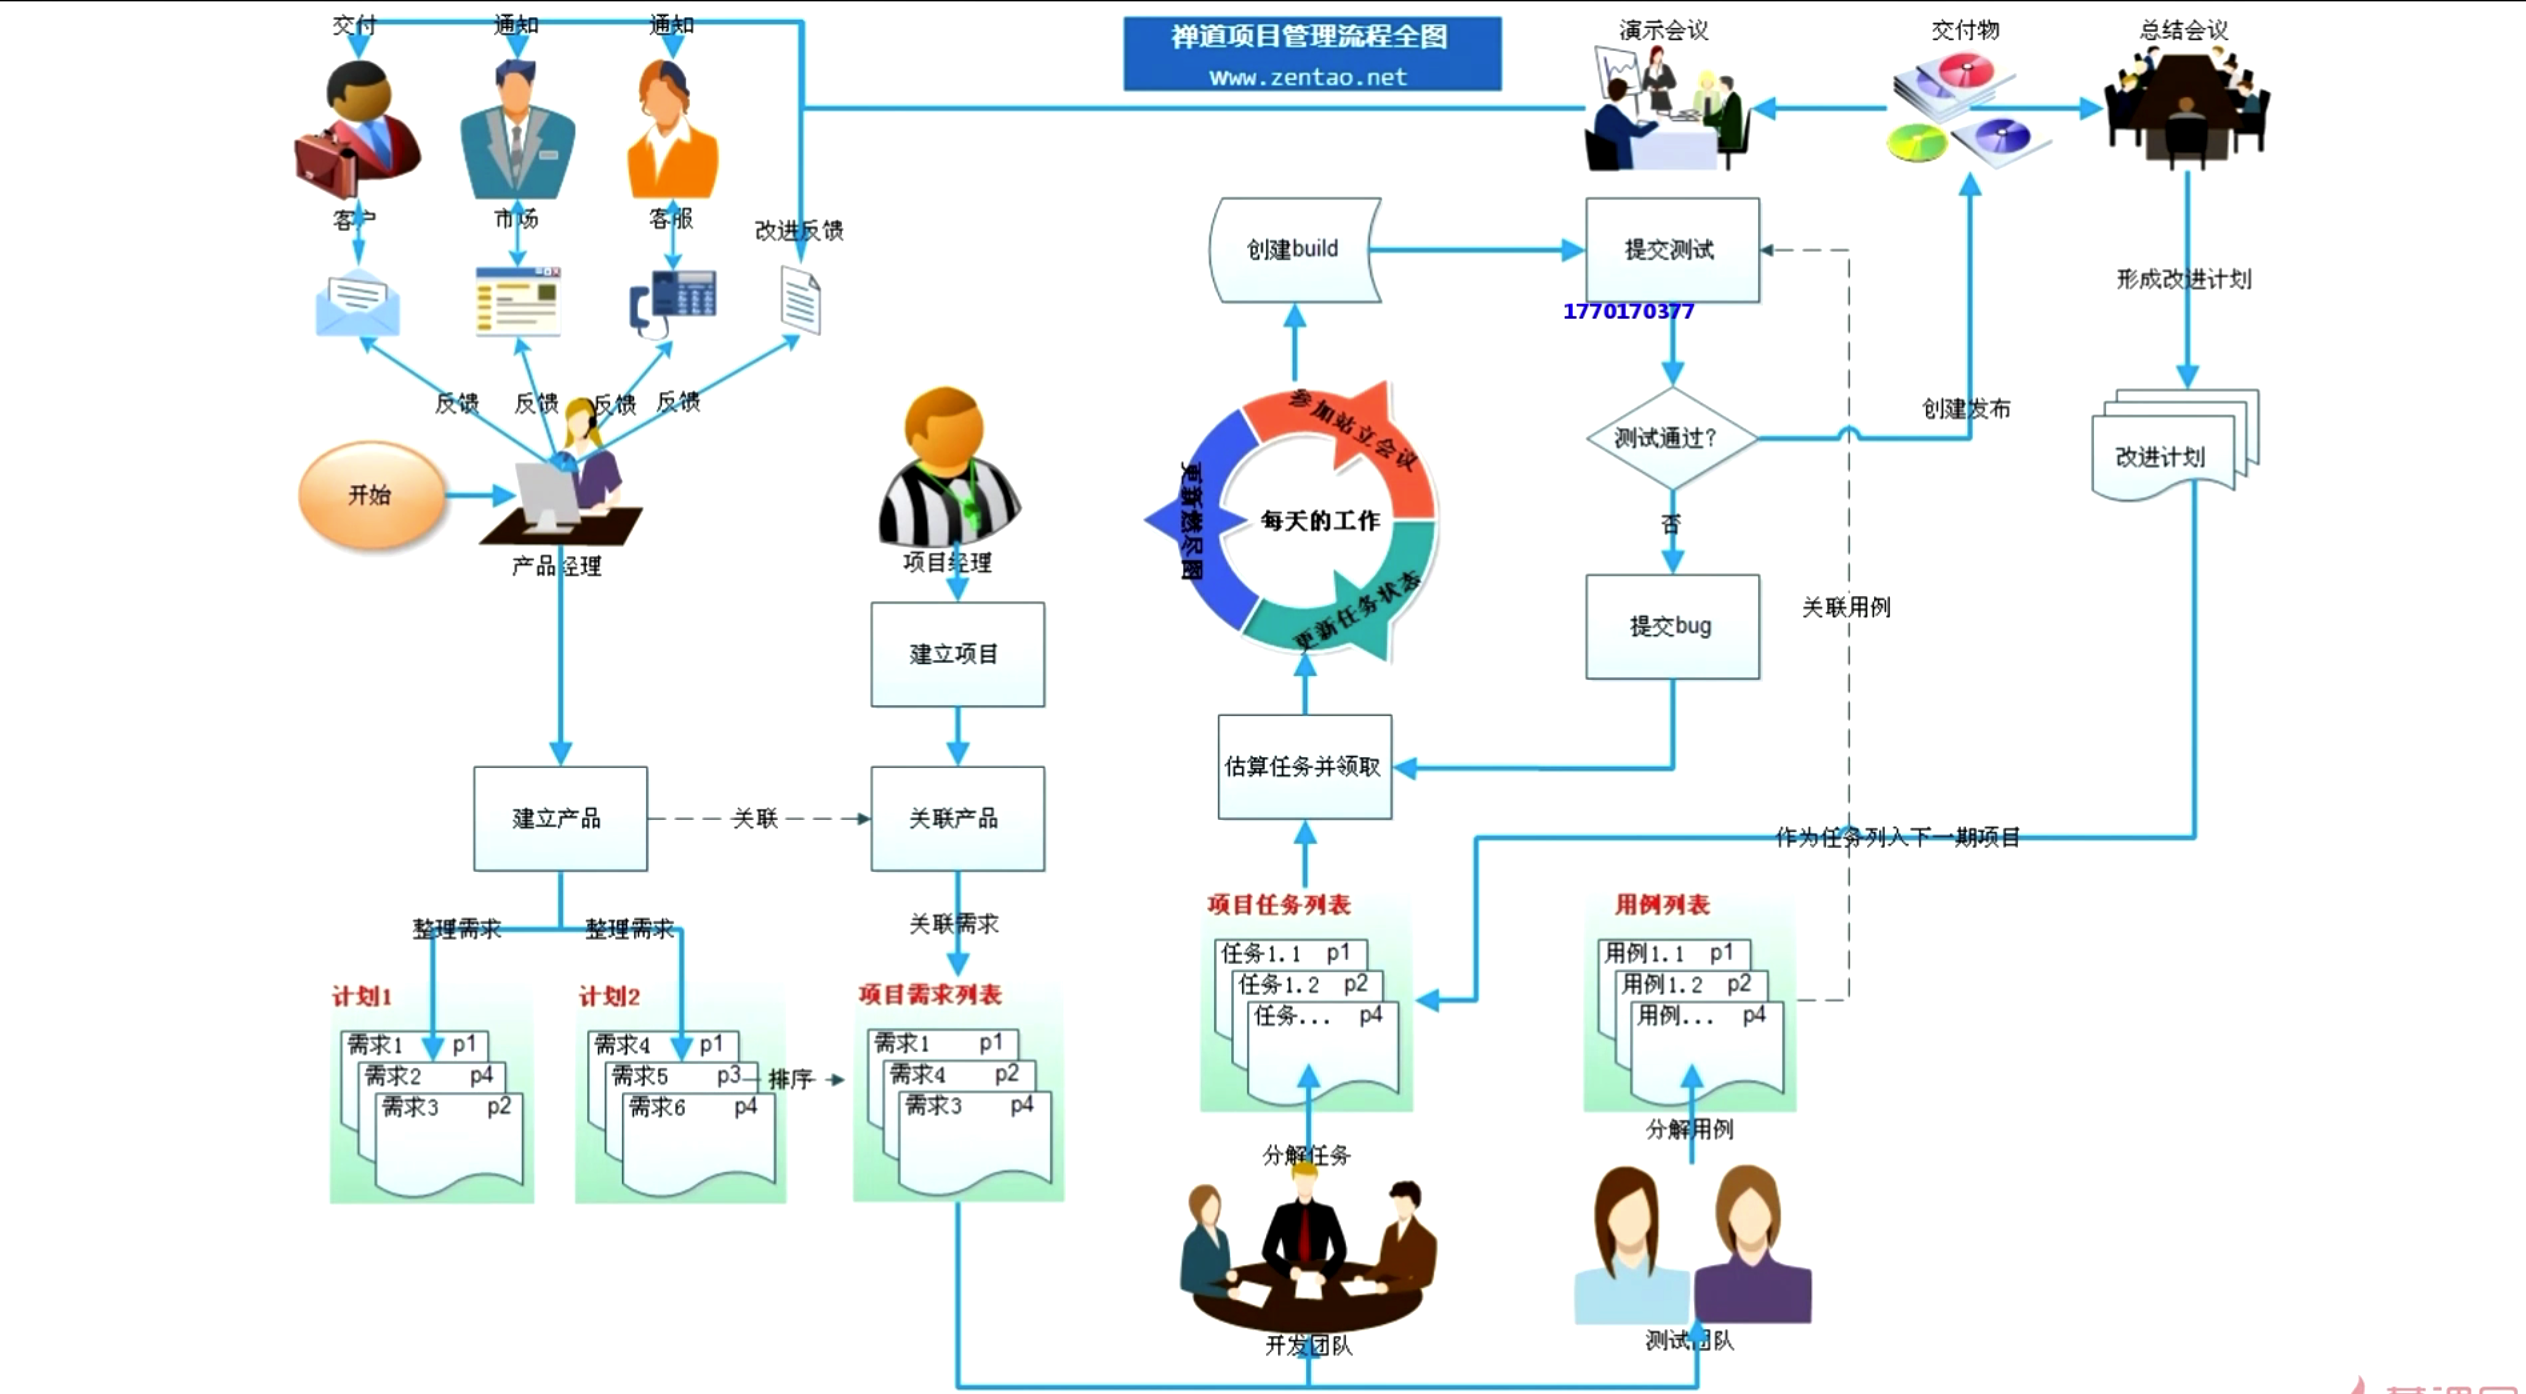 禅道项目管理流程全图
www.zentao.net
交付
通知
通知
客户
市场
客服
改进反馈
反馈
反馈
反馈
反馈
开始
产品经理
建立产品
关联
整理需求
整理需求
计划1
需求1 p1
需求2 p4
需求3 p2
计划2
需求4 p1
需求5 p3
需求6 p4
排序
项目经理
建立项目
关联产品
关联需求
项目需求列表
需求1 p1
需求4 p2
需求3 p4
创建build
参加站立会议
更新燃尽图
每天的工作
更新任务状态
估算任务并领取
项目任务列表
任务1.1 p1
任务1.2 p2
任务... p4
分解任务
开发团队
演示会议
交付物
总结会议
提交测试
1770170377
测试通过?
否
提交bug
创建发布
关联用例
形成改进计划
改进计划
作为任务列入下一期项目
用例列表
用例1.1 p1
用例1.2 p2
用例... p4
分解用例
测试团队